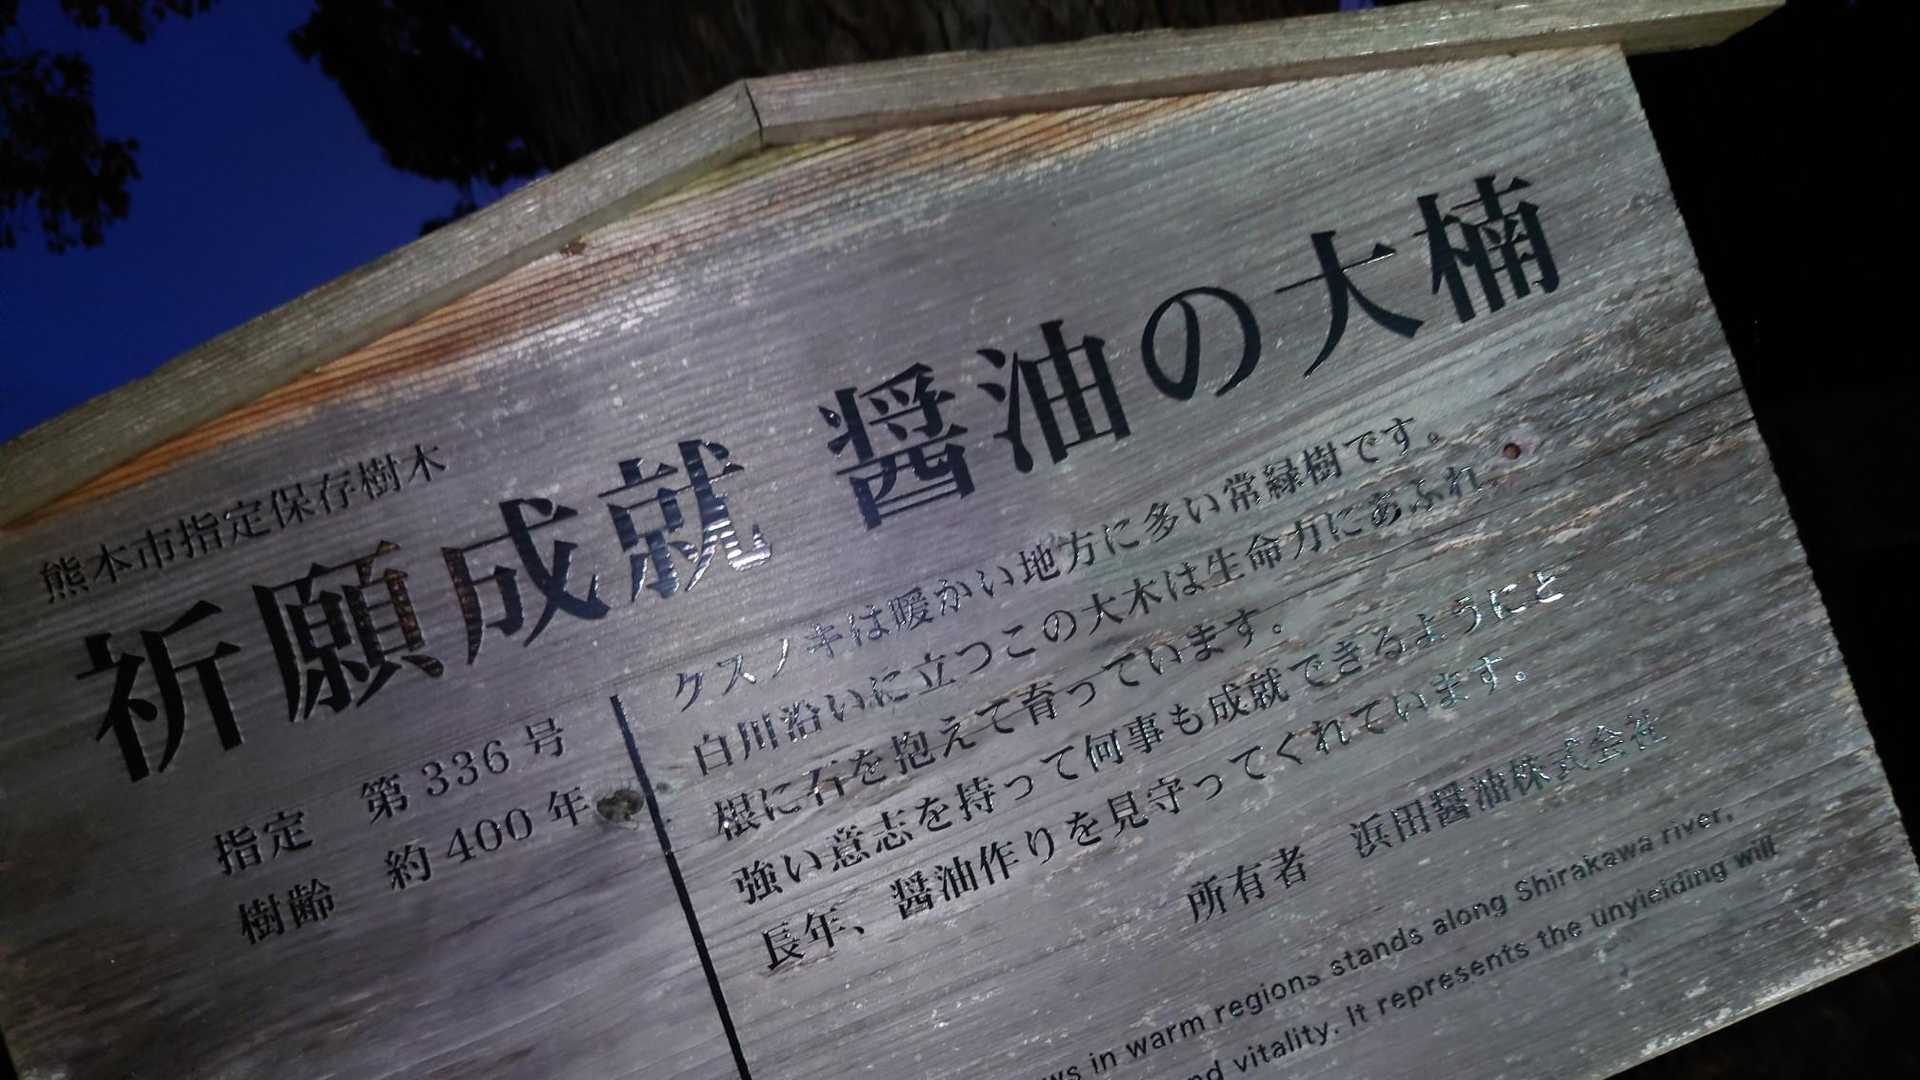 熊本市指定保存樹木
祈願成就 醤油の大楠
指定 第336号
樹齢 約400年
クスノキは暖かい地方に多い常緑樹です。
白川沿いに立つこの大木は生命力にあふれ、
根に石を抱えて育っています。
強い意志を持って何事も成就できるようにと
長年、醤油作りを見守ってくれています。
所有者 浜田醤油株式会社
in warm regions stands along Shirakawa river,
vitality. It represents the unyielding will